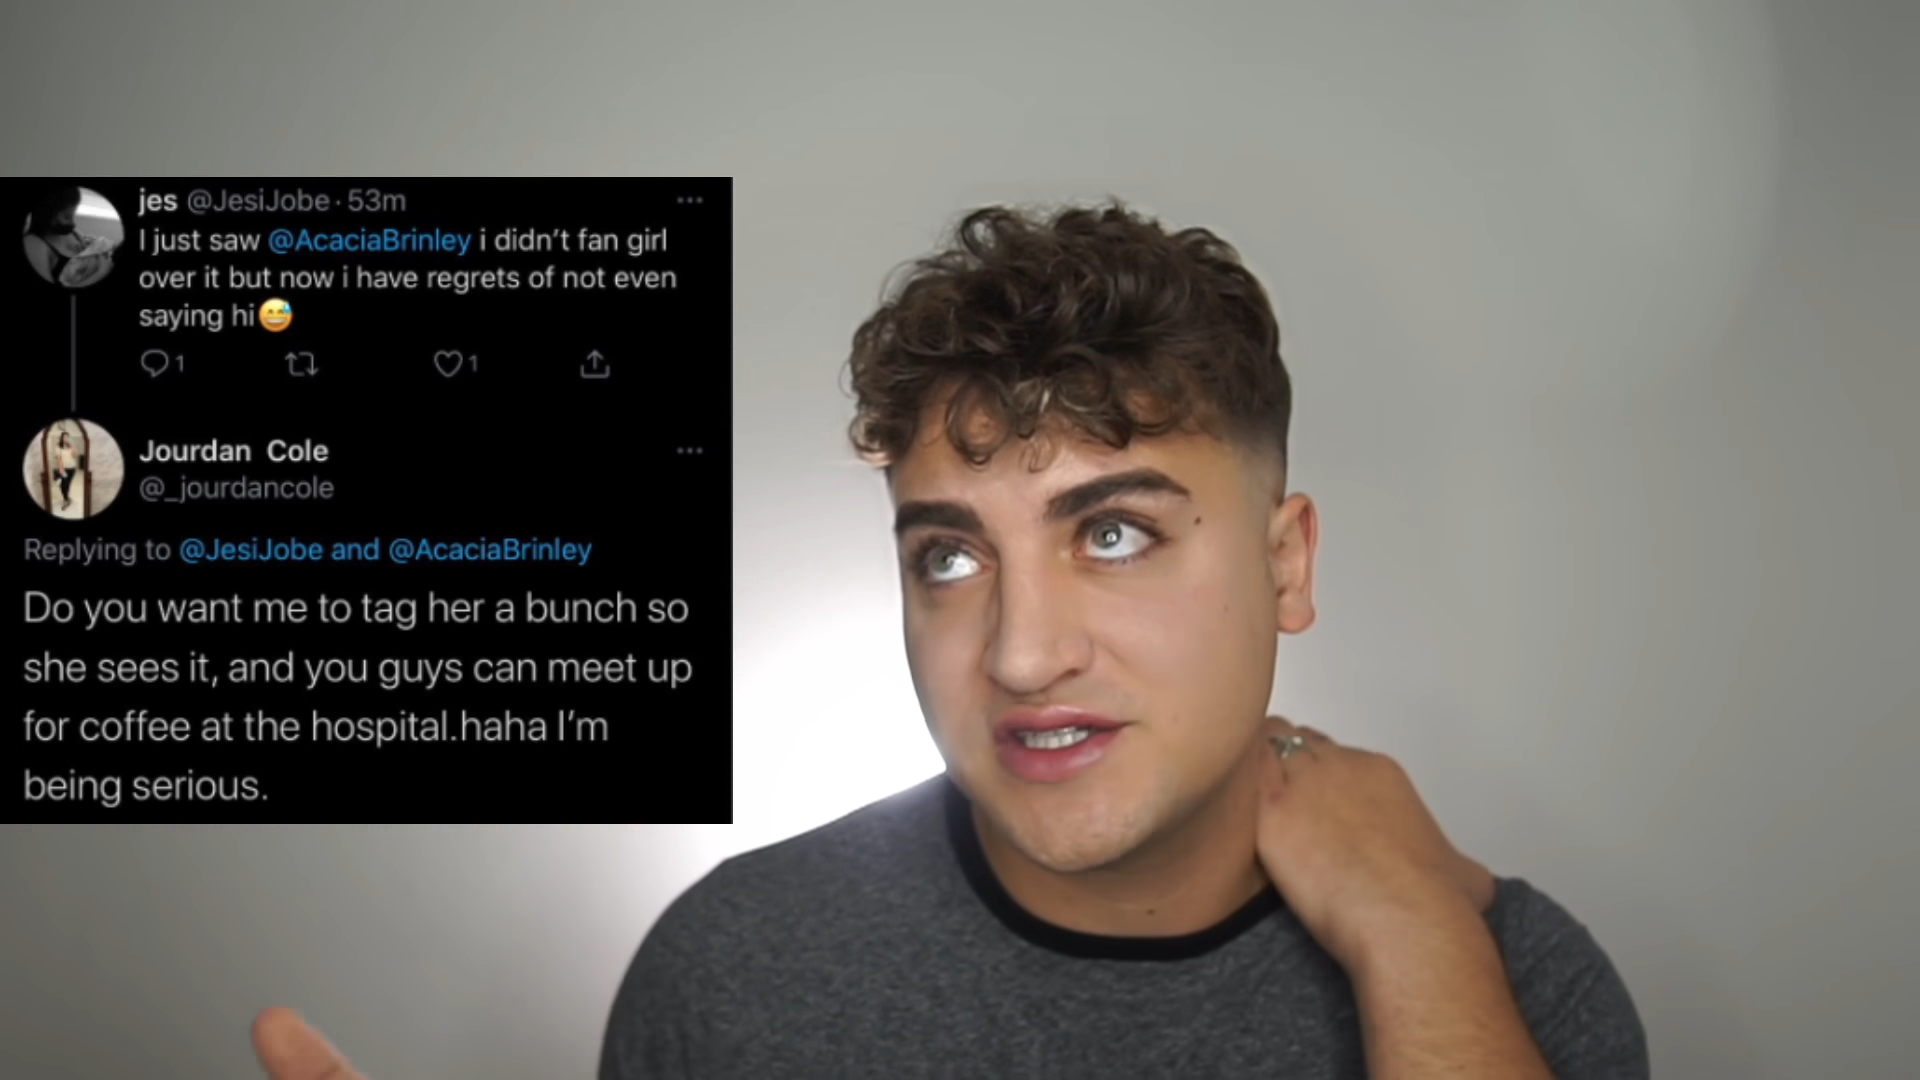 jes @JesiJobe · 53m
I just saw @AcaciaBrinley i didn't fan girl
over it but now i have regrets of not even
saying hi😅
1 1
Jourdan Cole
@_jourdancole
Replying to @JesiJobe and @AcaciaBrinley
Do you want me to tag her a bunch so
she sees it, and you guys can meet up
for coffee at the hospital.haha I'm
being serious.